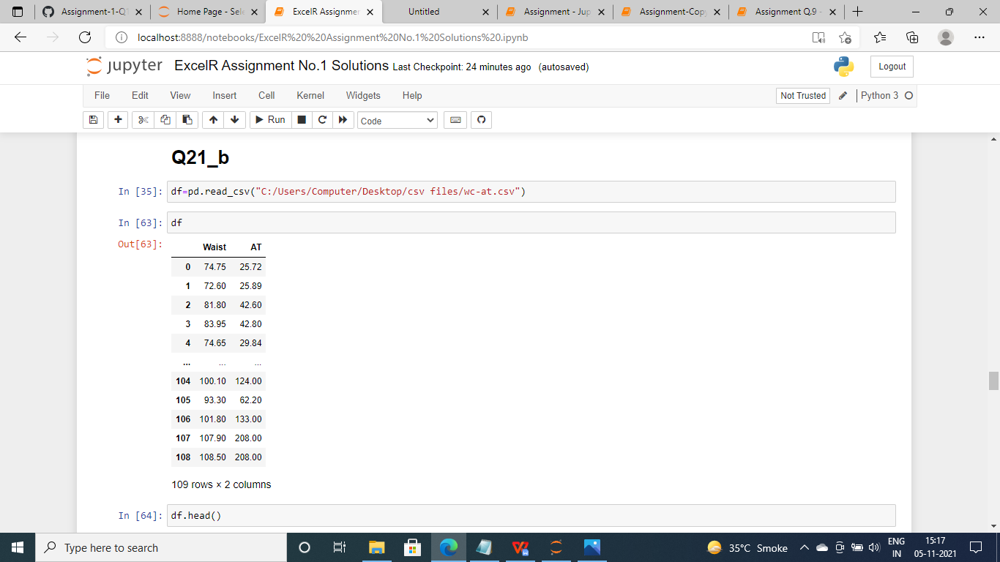 Assignment-1-Q1
Home Page - Sele
ExcelR Assignmen
Untitled
Assignment - Jup
Assignment-Copy
Assignment Q.9 -
localhost:8888/notebooks/ExcelR%20%20Assignment%20No.1%20Solutions%20.ipynb
jupyter ExcelR Assignment No.1 Solutions Last Checkpoint: 24 minutes ago (autosaved)
Logout
File Edit View Insert Cell Kernel Widgets Help
Not Trusted
Python 3
Run
Code
Q21_b
In [35]: df=pd.read_csv("C:/Users/Computer/Desktop/csv files/wc-at.csv")
In [63]: df
Out[63]:
Waist AT
0 74.75 25.72
1 72.60 25.89
2 81.80 42.60
3 83.95 42.80
4 74.65 29.84
... ... ...
104 100.10 124.00
105 93.30 62.20
106 101.80 133.00
107 107.90 208.00
108 108.50 208.00
109 rows × 2 columns
In [64]: df.head()
Type here to search
35°C Smoke
ENG
IN
15:17
05-11-2021